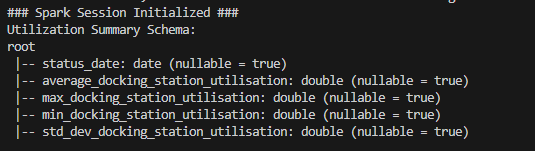 ### Spark Session Initialized ###
Utilization Summary Schema:
root
 |-- status_date: date (nullable = true)
 |-- average_docking_station_utilisation: double (nullable = true)
 |-- max_docking_station_utilisation: double (nullable = true)
 |-- min_docking_station_utilisation: double (nullable = true)
 |-- std_dev_docking_station_utilisation: double (nullable = true)